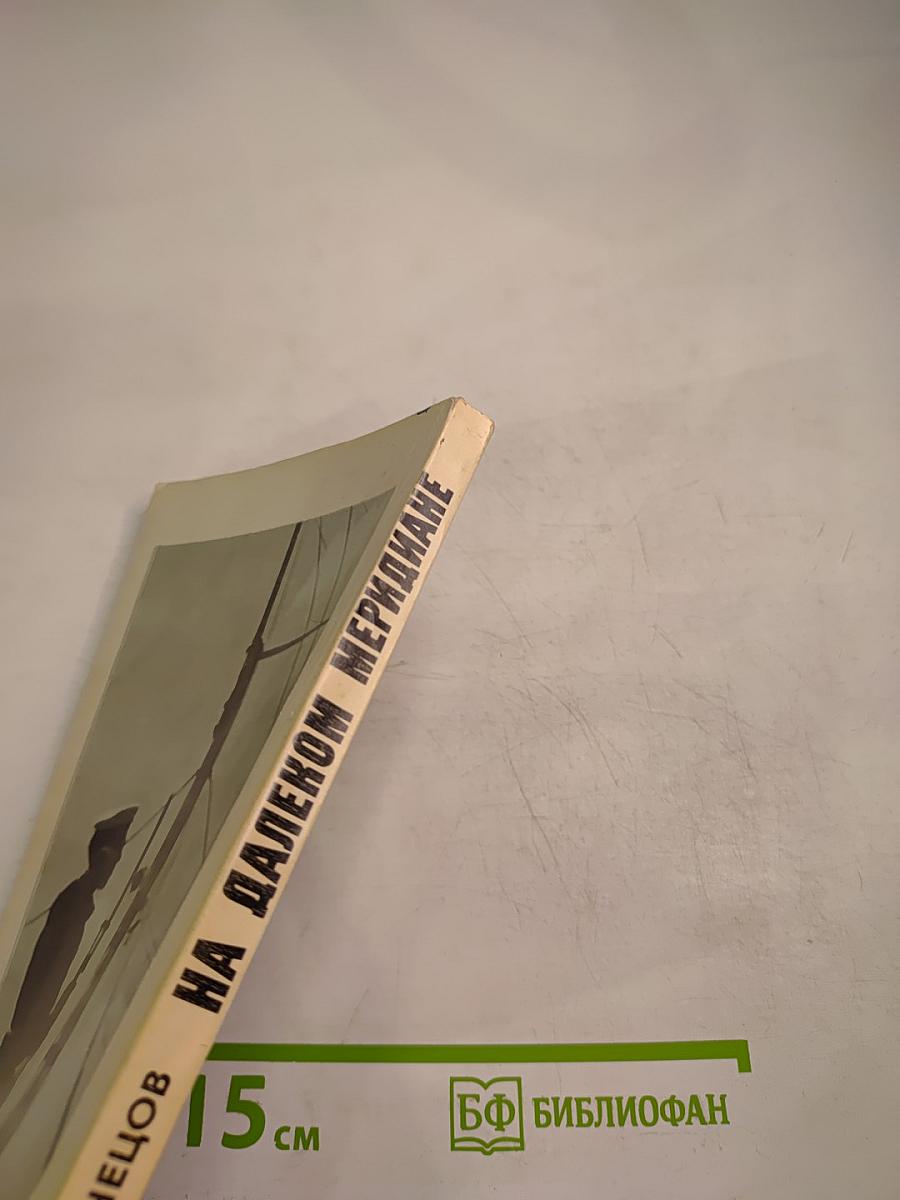 НЕЦОВ НА ДАЛЕКОМ МЕРИДИАНЕ
15 см
БФ БИБЛИОФАН